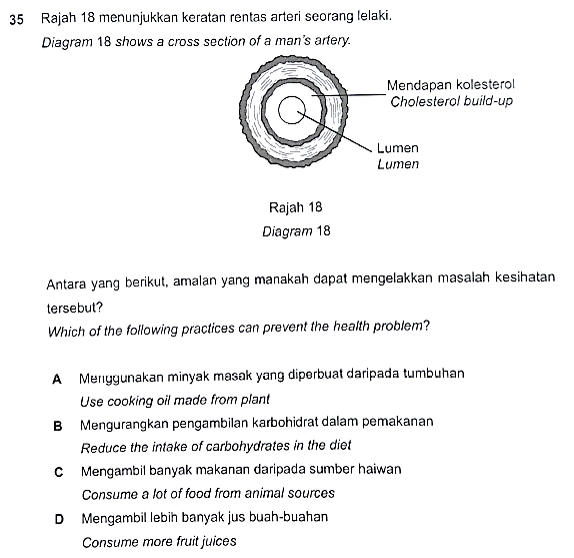 35 Rajah 18 menunjukkan keratan rentas arteri seorang lelaki.
Diagram 18 shows a cross section of a man's artery.
Mendapan kolesterol
Cholesterol build-up
Lumen
Lumen
Rajah 18
Diagram 18
Antara yang berikut, amalan yang manakah dapat mengelakkan masalah kesihatan
tersebut?
Which of the following practices can prevent the health problem?
A Menggunakan minyak masak yang diperbuat daripada tumbuhan
Use cooking oil made from plant
B Mengurangkan pengambilan karbohidrat dalam pemakanan
Reduce the intake of carbohydrates in the diet
C Mengambil banyak makanan daripada sumber haiwan
Consume a lot of food from animal sources
D Mengambil lebih banyak jus buah-buahan
Consume more fruit juices